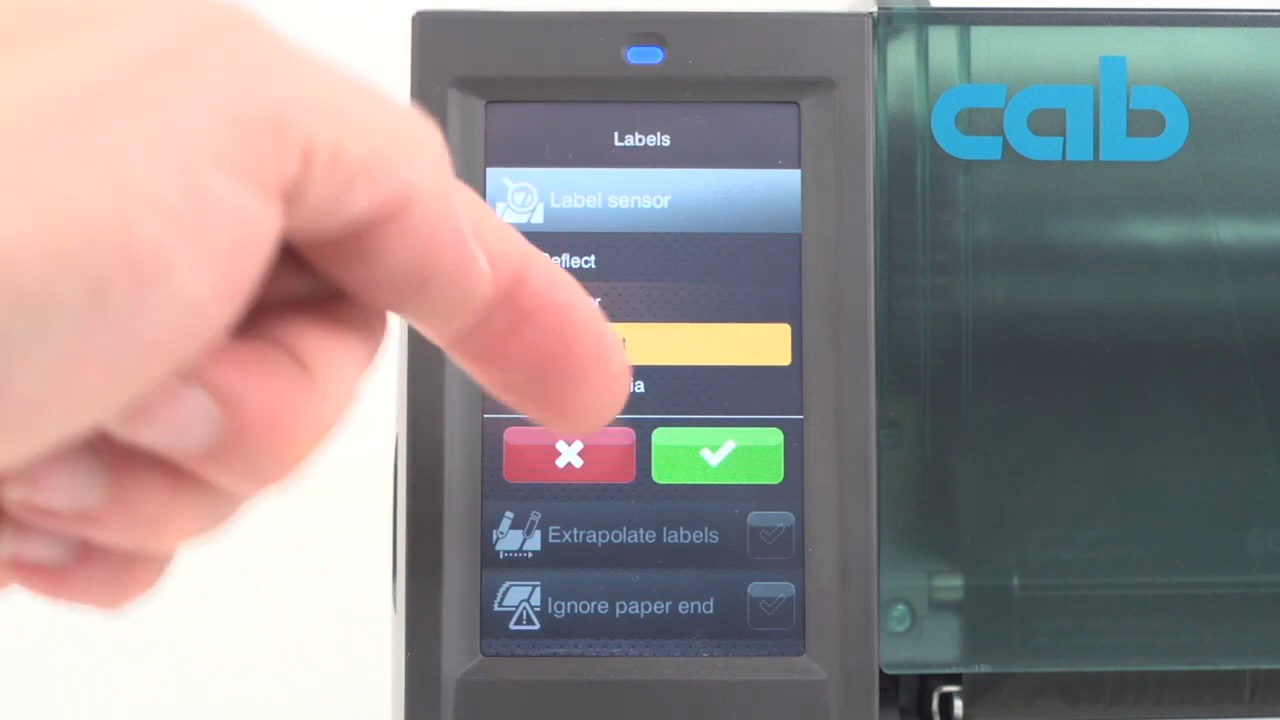 cab
Labels
Label sensor
eflect
Extrapolate labels
Ignore paper end